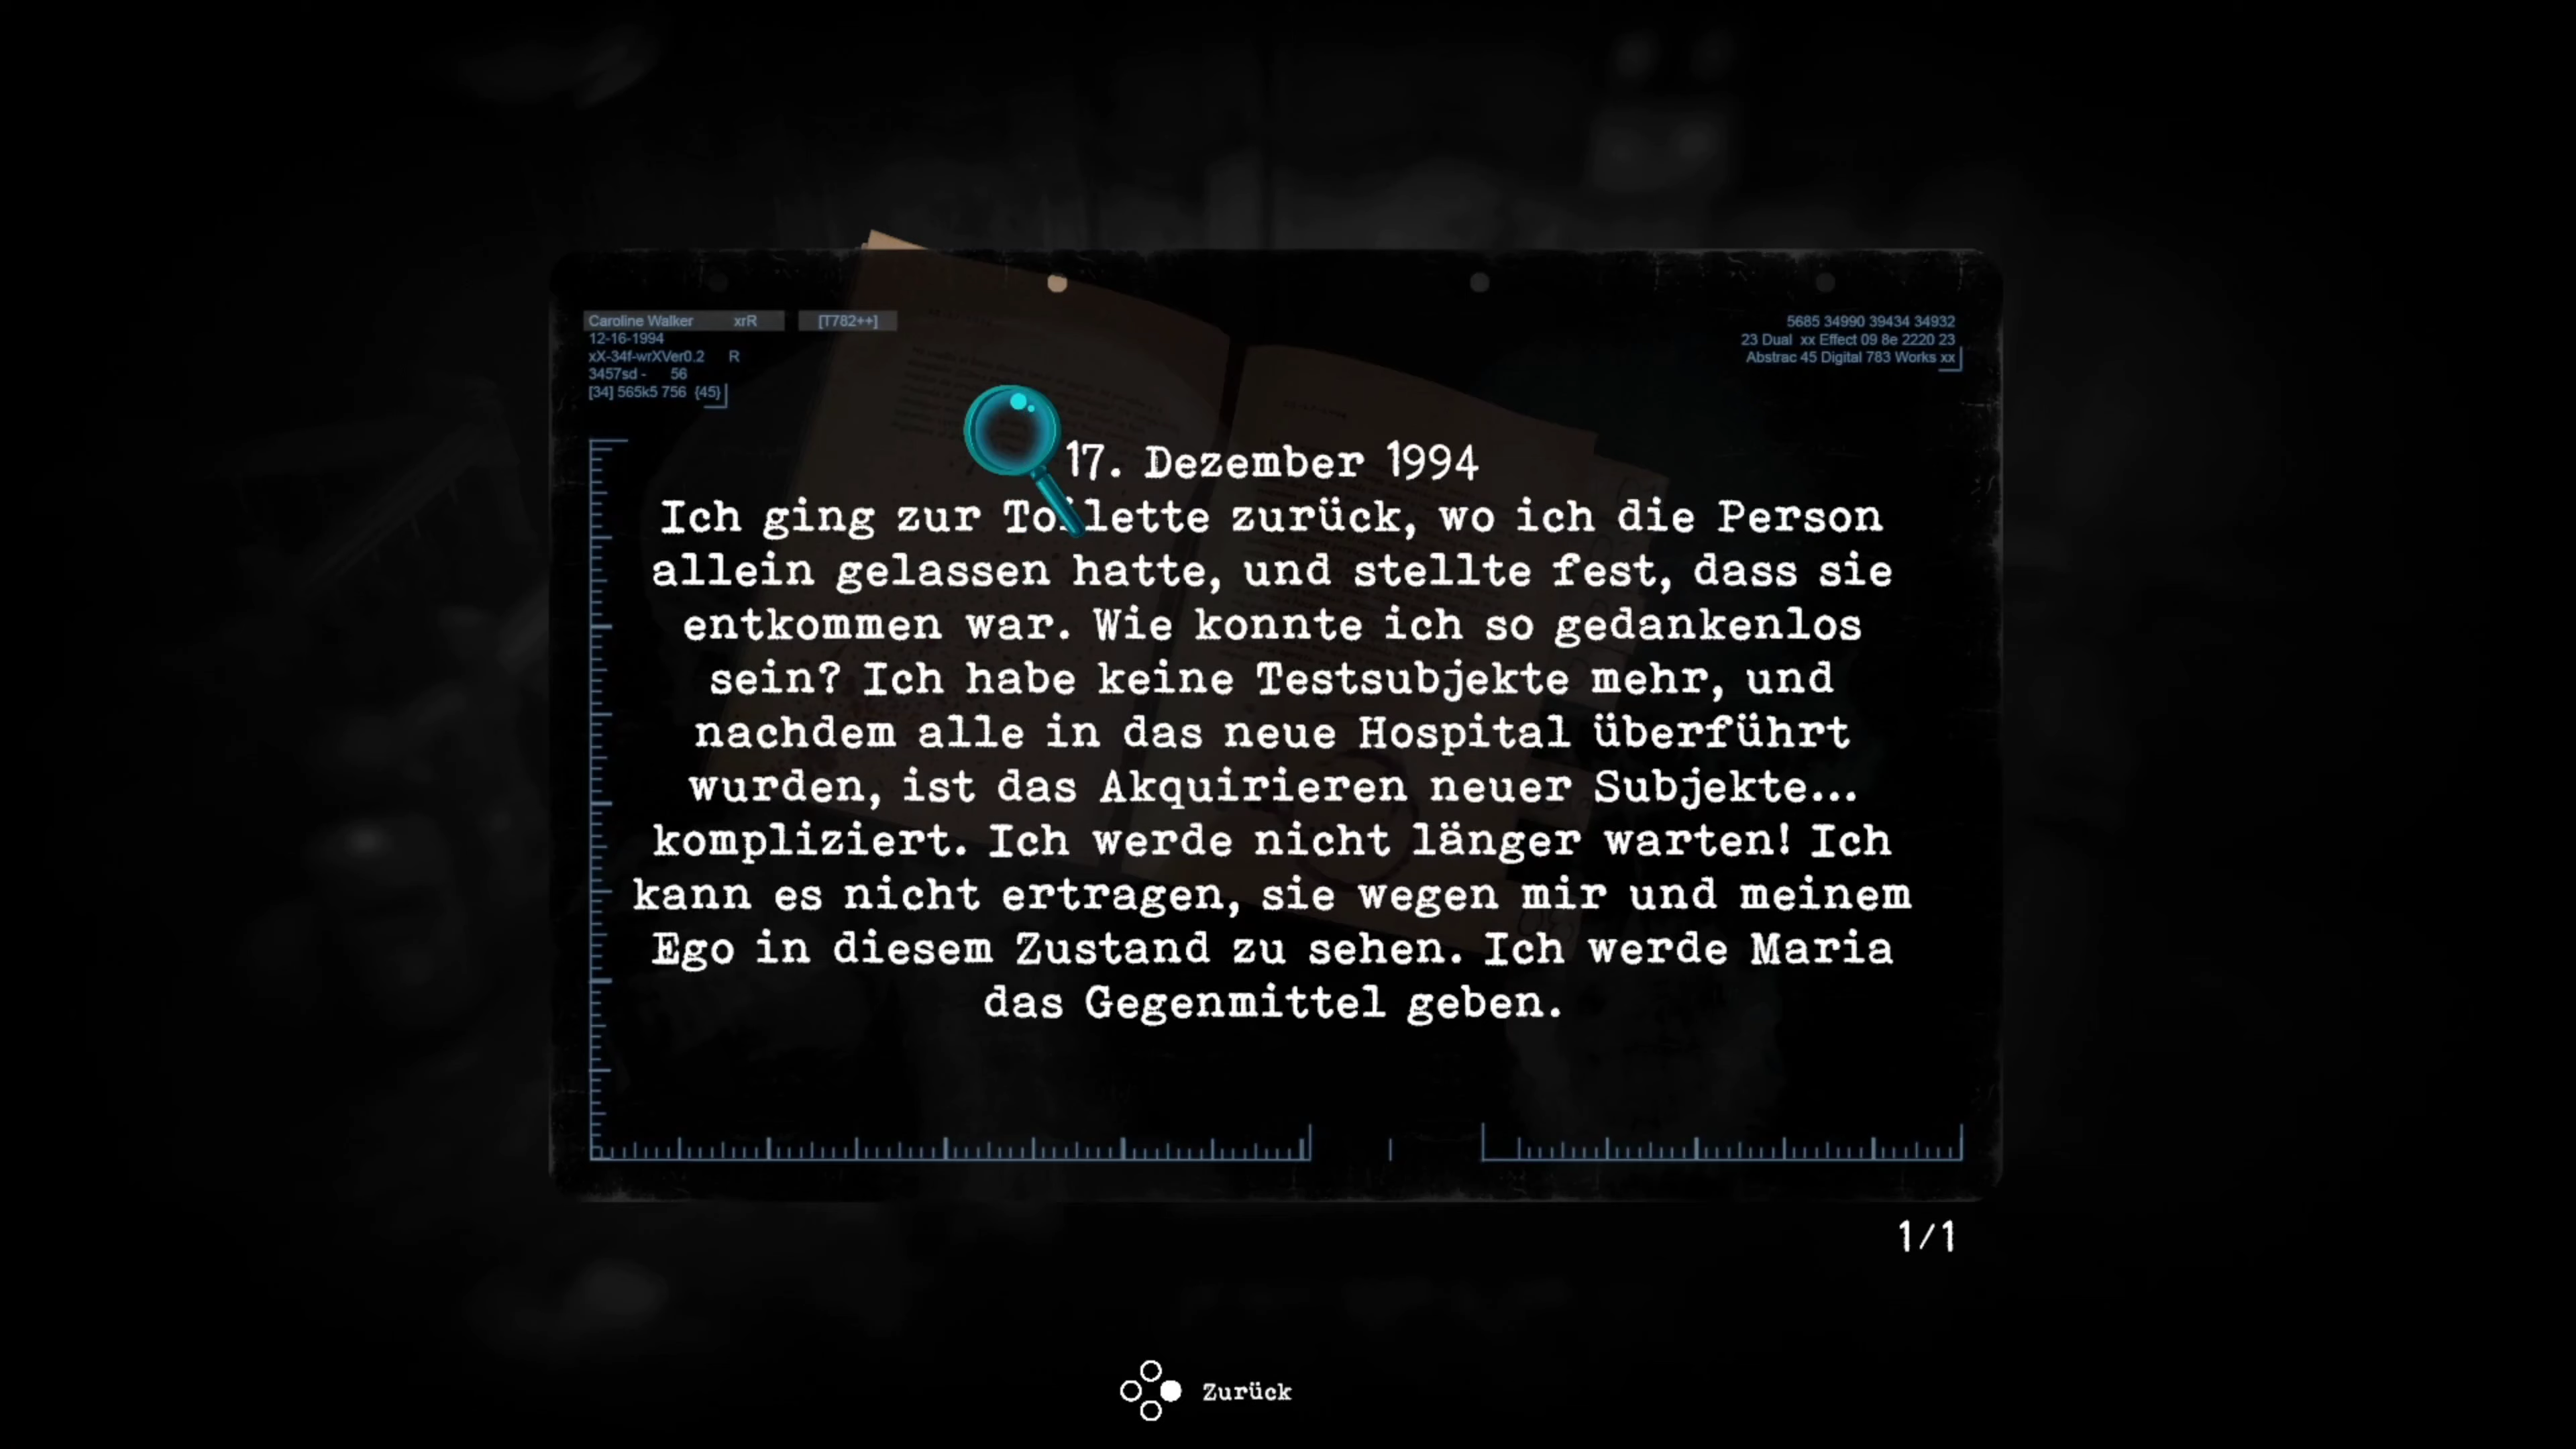 Caroline Walker xrR [T782++]
12-16-1994
xX-34f-wrXVer0.2 R
3457sd - 56
[34] 565k5 756 {45}
5685 34990 39434 34932
23 Dual xx Effect 09 8e 2220 23
Abstrac 45 Digital 783 Works xx
17. Dezember 1994
Ich ging zur Toilette zurück, wo ich die Person
allein gelassen hatte, und stellte fest, dass sie
entkommen war. Wie konnte ich so gedankenlos
sein? Ich habe keine Testsubjekte mehr, und
nachdem alle in das neue Hospital überführt
wurden, ist das Akquirieren neuer Subjekte...
kompliziert. Ich werde nicht länger warten! Ich
kann es nicht ertragen, sie wegen mir und meinem
Ego in diesem Zustand zu sehen. Ich werde Maria
das Gegenmittel geben.
1/1
Zurück